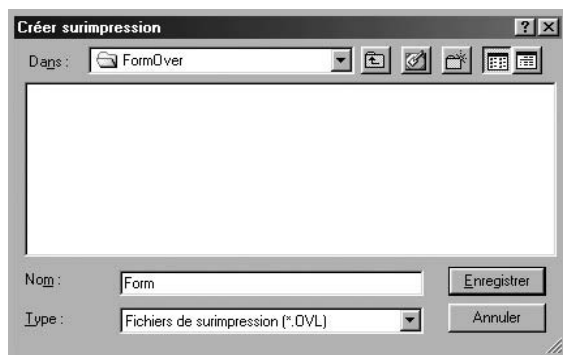 Créer surimpression
Dans : FormOver
Nom : Form Enregistrer
Type : Fichiers de surimpression (*.OVL) Annuler